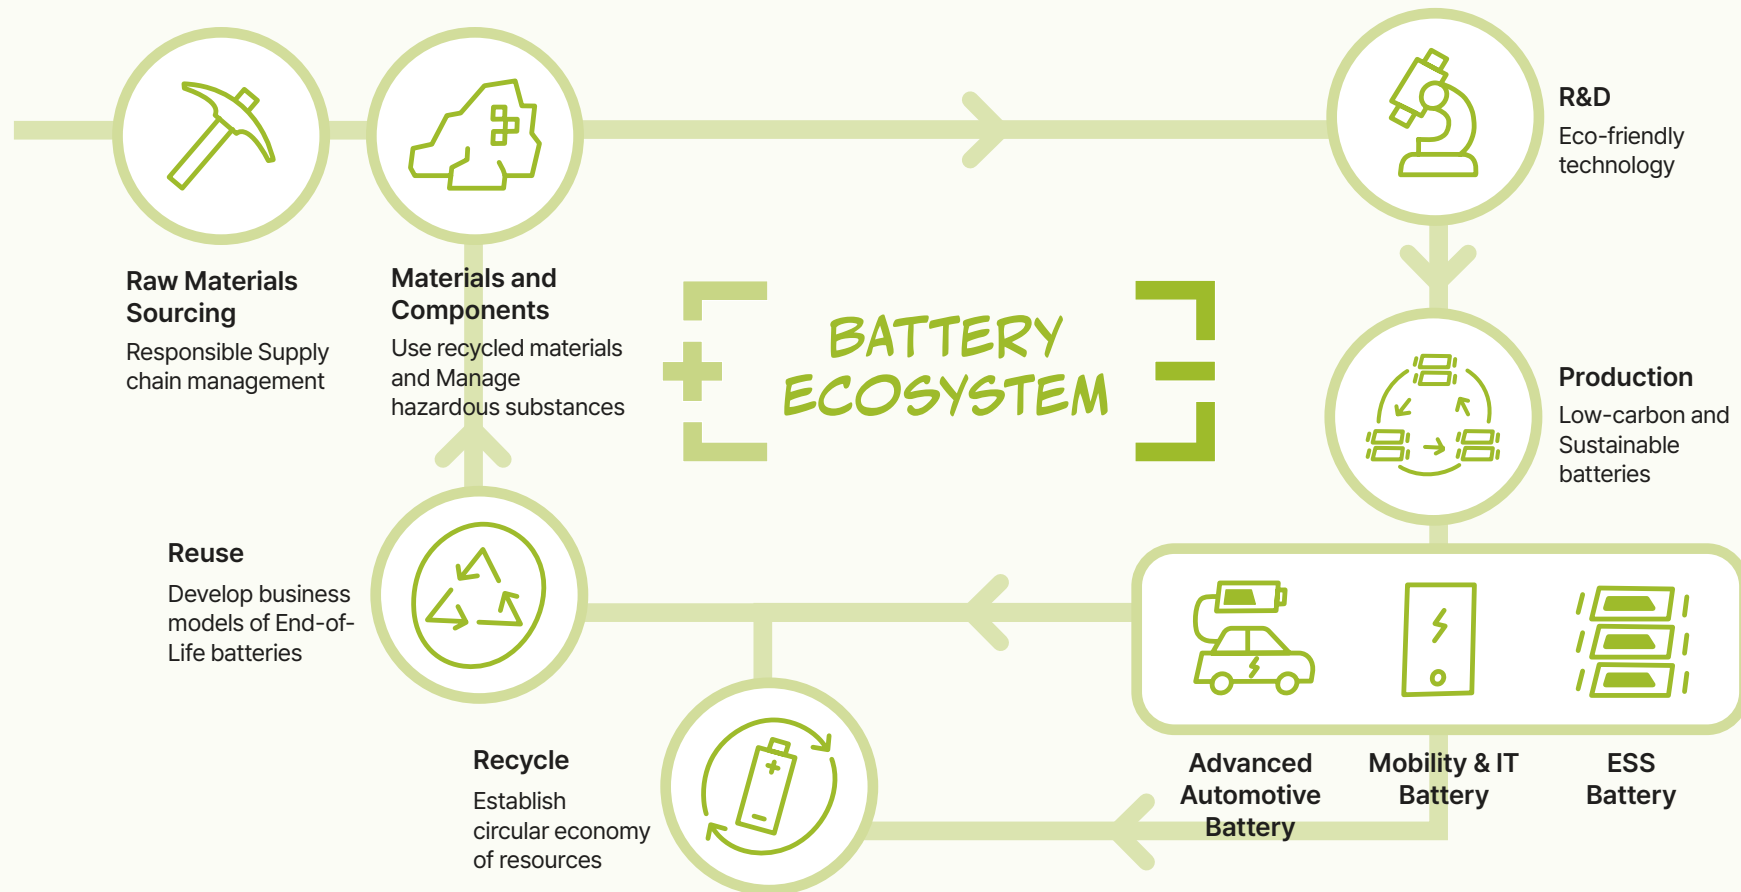 R&D
Eco-friendly
technology
Raw Materials
Sourcing
Responsible Supply
chain management
Materials and
Components
Use recycled materials
and Manage
hazardous substances
BATTERY
ECOSYSTEM
Production
Low-carbon and
Sustainable
batteries
Reuse
Develop business
models of End-of-
Life batteries
Recycle
Establish
circular economy
of resources
Advanced
Automotive
Battery
Mobility & IT
Battery
ESS
Battery